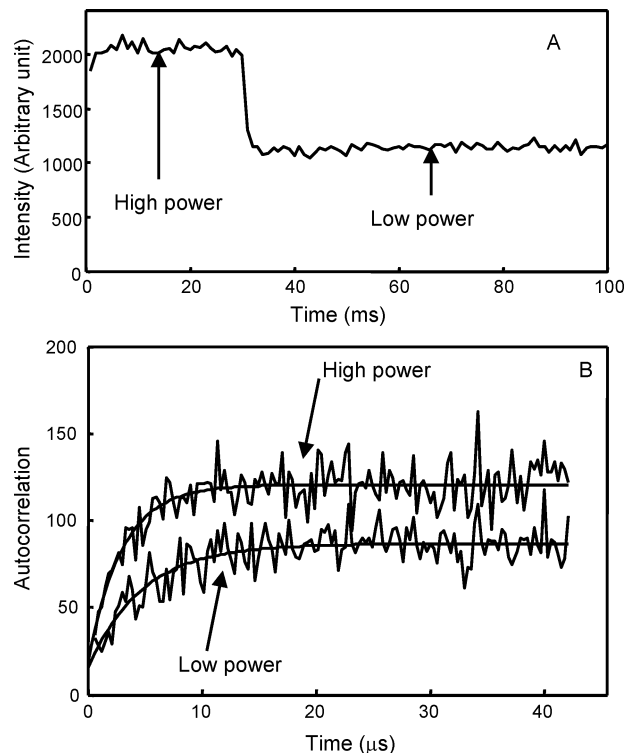 A
Intensity (Arbitrary unit)
2000
1500
1000
500
0
High power
Low power
0
20
40
60
80
100
Time (ms)
B
Autocorrelation
200
150
100
50
0
High power
Low power
0
10
20
30
40
Time (μs)